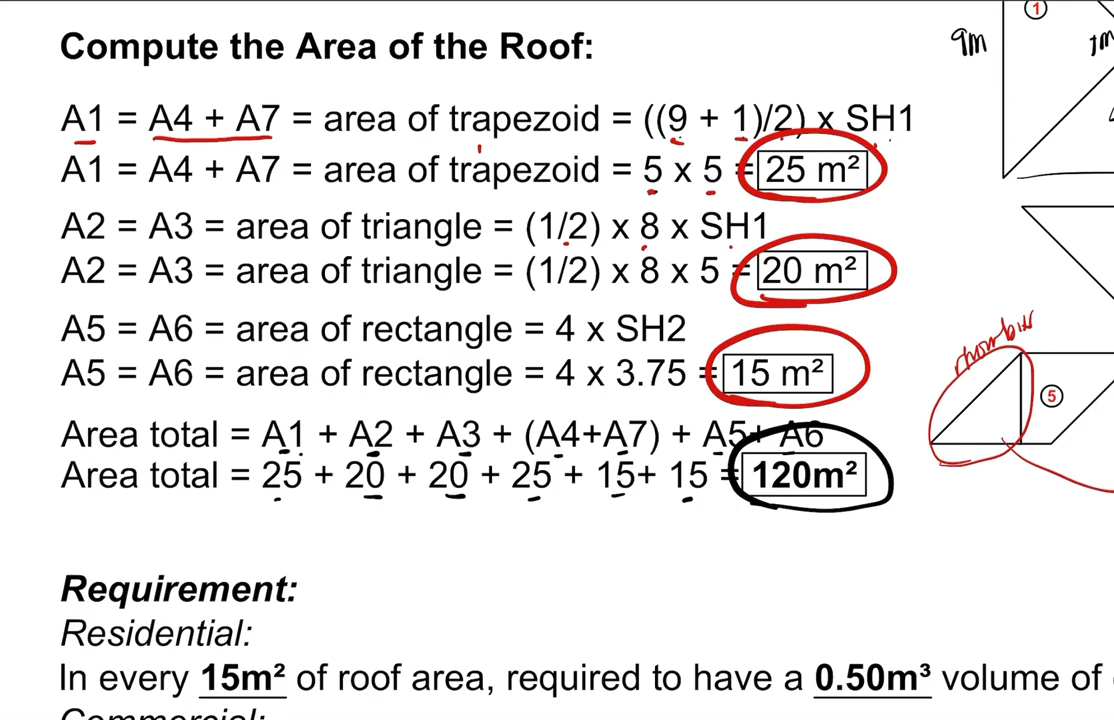 Compute the Area of the Roof:
① 
9m
1m
A1 = A4 + A7 = area of trapezoid = ((9 + 1)/2) x SH1
A1 = A4 + A7 = area of trapezoid = 5 x 5 = 25 m²
A2 = A3 = area of triangle = (1/2) x 8 x SH1
A2 = A3 = area of triangle = (1/2) x 8 x 5 = 20 m²
A5 = A6 = area of rectangle = 4 x SH2
A5 = A6 = area of rectangle = 4 x 3.75 = 15 m²
⑤
Area total = A1 + A2 + A3 + (A4+A7) + A5+ A6
Area total = 25 + 20 + 20 + 25 + 15+ 15 = 120m²
Requirement:
Residential:
In every 15m² of roof area, required to have a 0.50m³ volume of
Commercial: